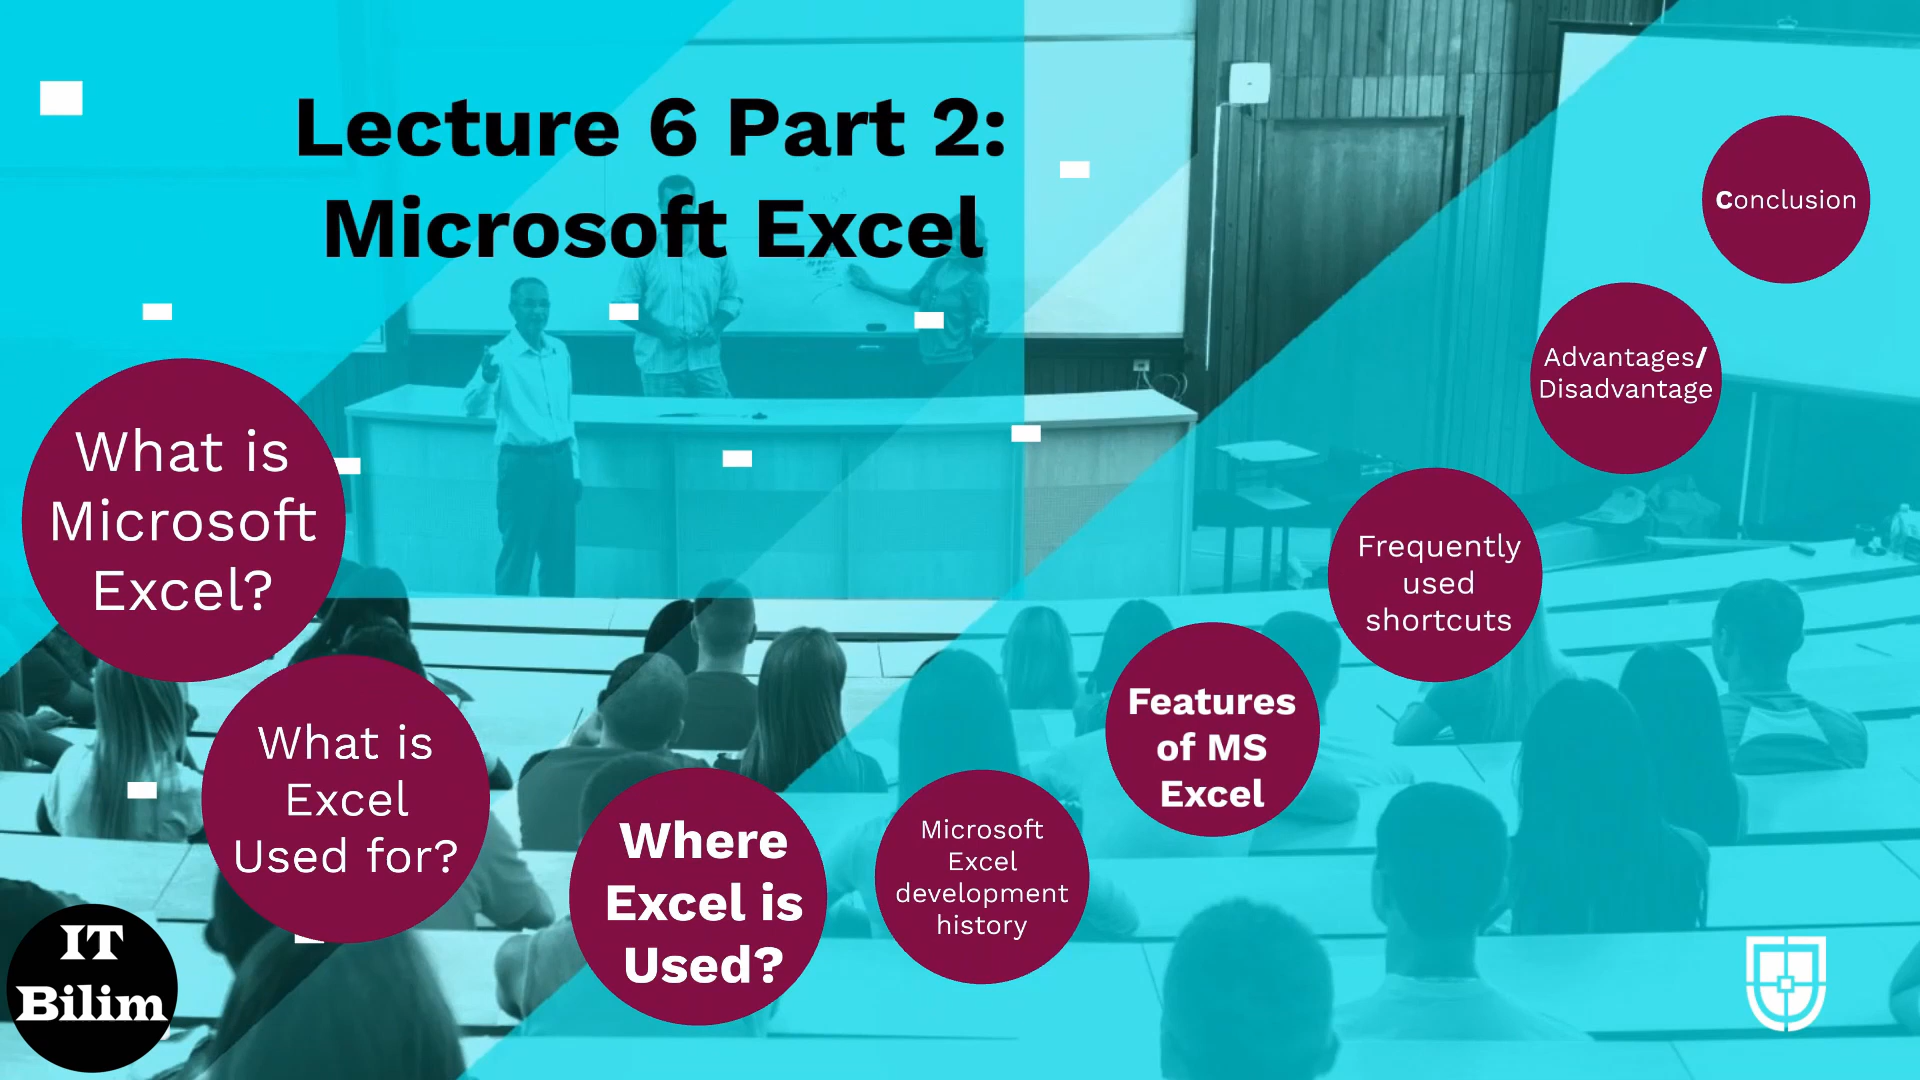 Lecture 6 Part 2:
Microsoft Excel
What is
Microsoft
Excel?
What is
Excel
Used for?
Where
Excel is
Used?
Microsoft
Excel
development
history
Features
of MS
Excel
Frequently
used
shortcuts
Advantages/
Disadvantage
Conclusion
IT
Bilim